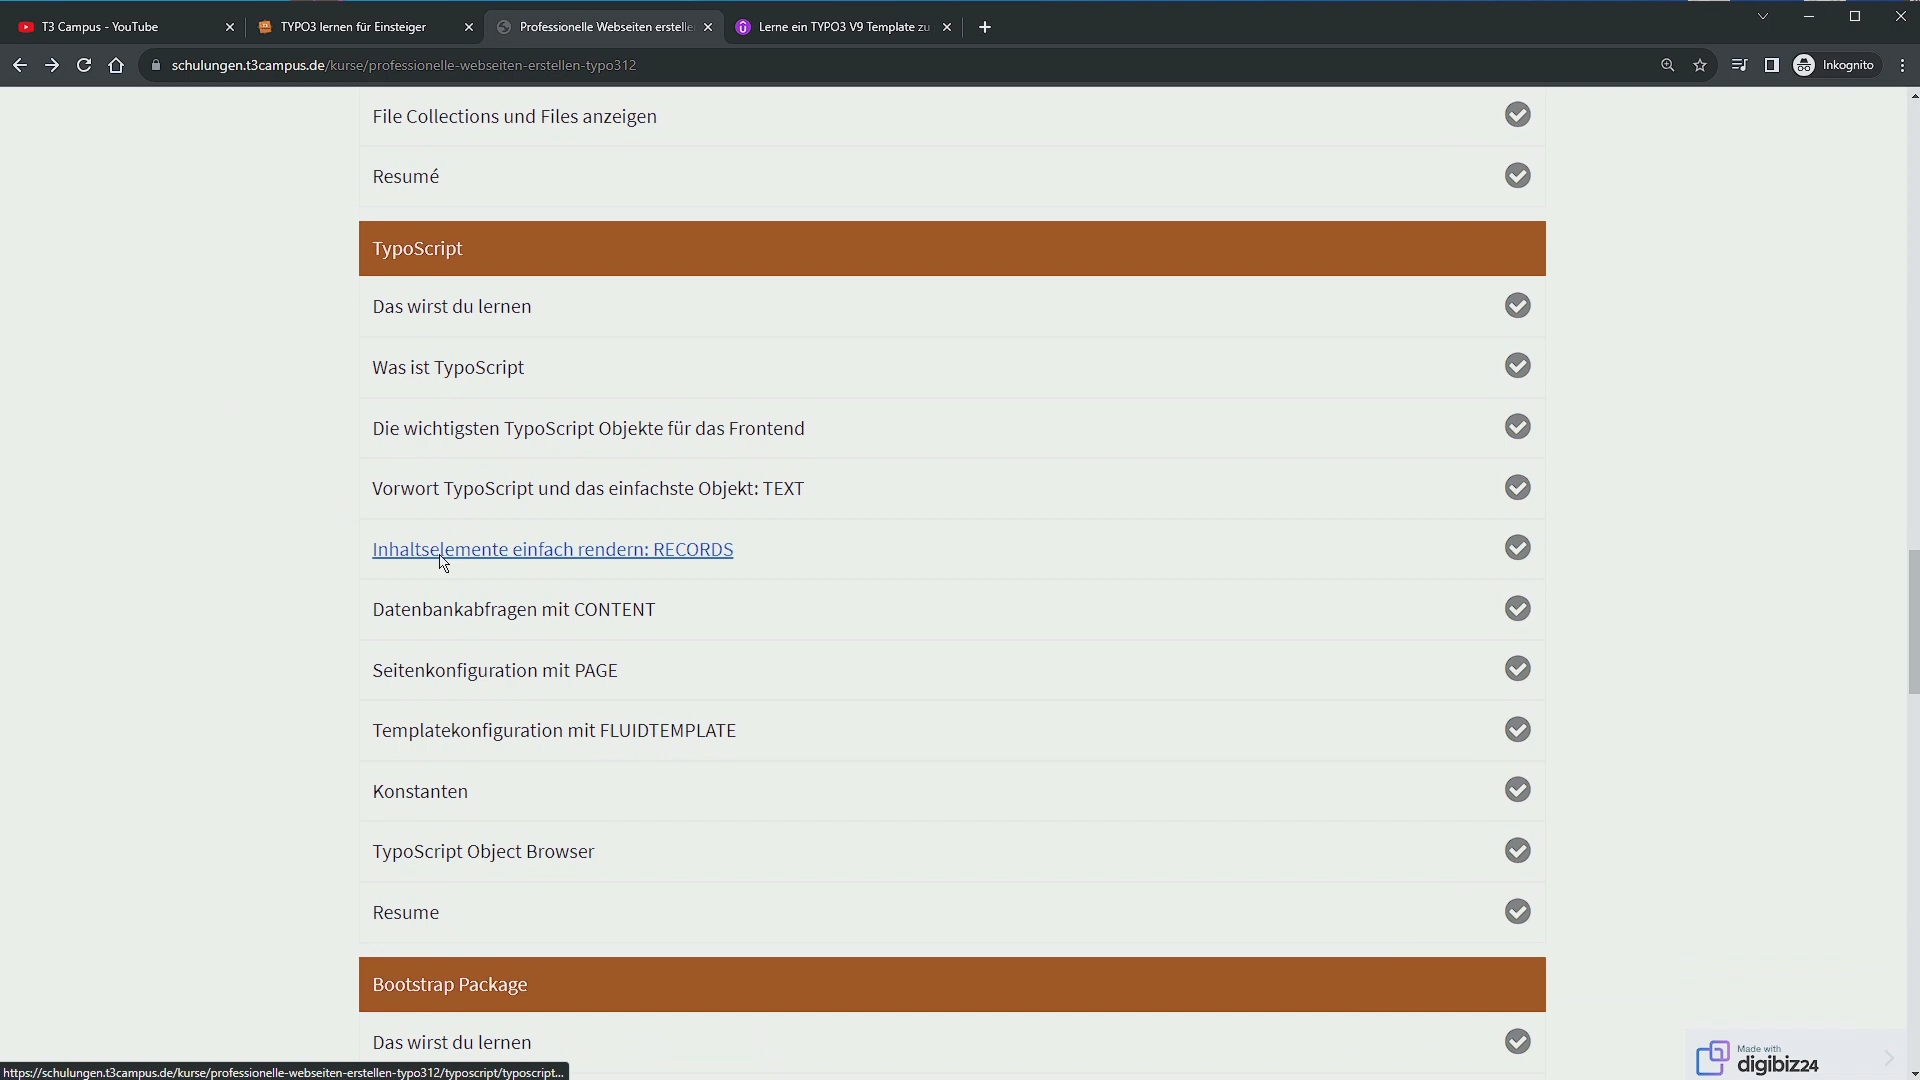 T3 Campus - YouTube
TYPO3 lernen für Einsteiger
Professionelle Webseiten erstelle
Lerne ein TYPO3 V9 Template zu
schulungen.t3campus.de/kurse/professionelle-webseiten-erstellen-typo312
Inkognito
File Collections und Files anzeigen
Resumé
TypoScript
Das wirst du lernen
Was ist TypoScript
Die wichtigsten TypoScript Objekte für das Frontend
Vorwort TypoScript und das einfachste Objekt: TEXT
Inhaltselemente einfach rendern: RECORDS
Datenbankabfragen mit CONTENT
Seitenkonfiguration mit PAGE
Templatekonfiguration mit FLUIDTEMPLATE
Konstanten
TypoScript Object Browser
Resume
Bootstrap Package
Das wirst du lernen
Made with
digibiz24
https://schulungen.t3campus.de/kurse/professionelle-webseiten-erstellen-typo312/typoscript/typoscript...